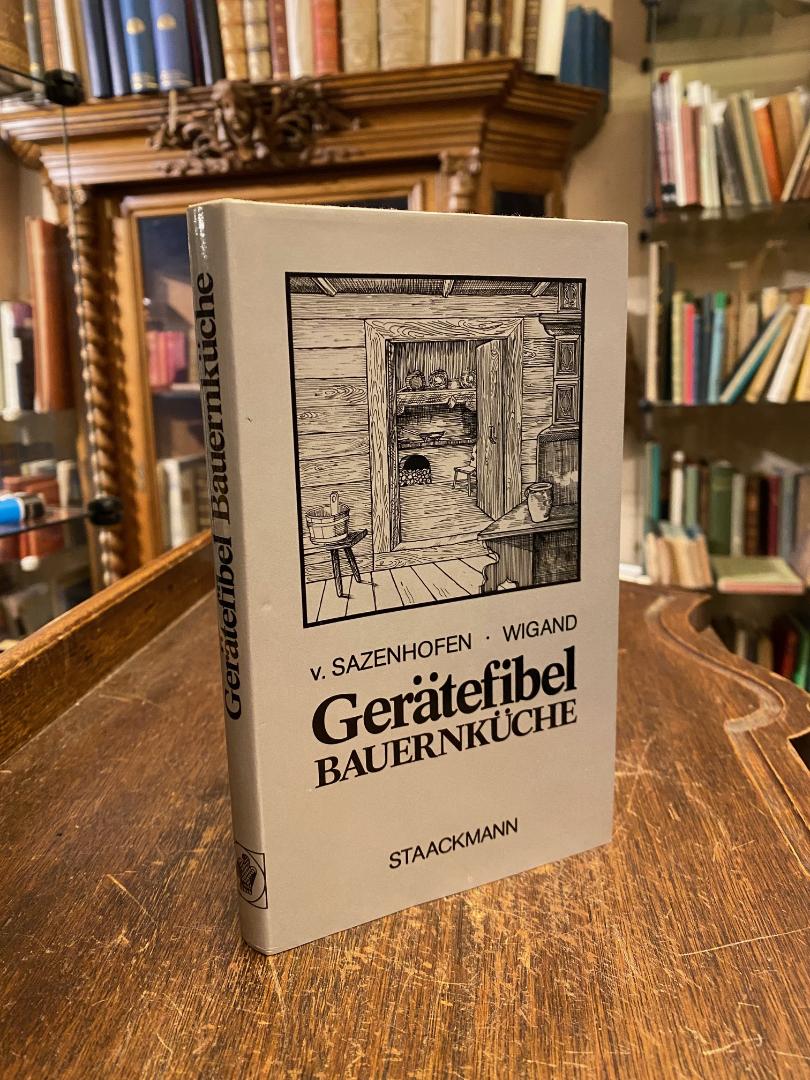 Gerätefibel Bauernküche
v. SAZENHOFEN · WIGAND
Gerätefibel
BAUERNKÜCHE
STAACKMANN